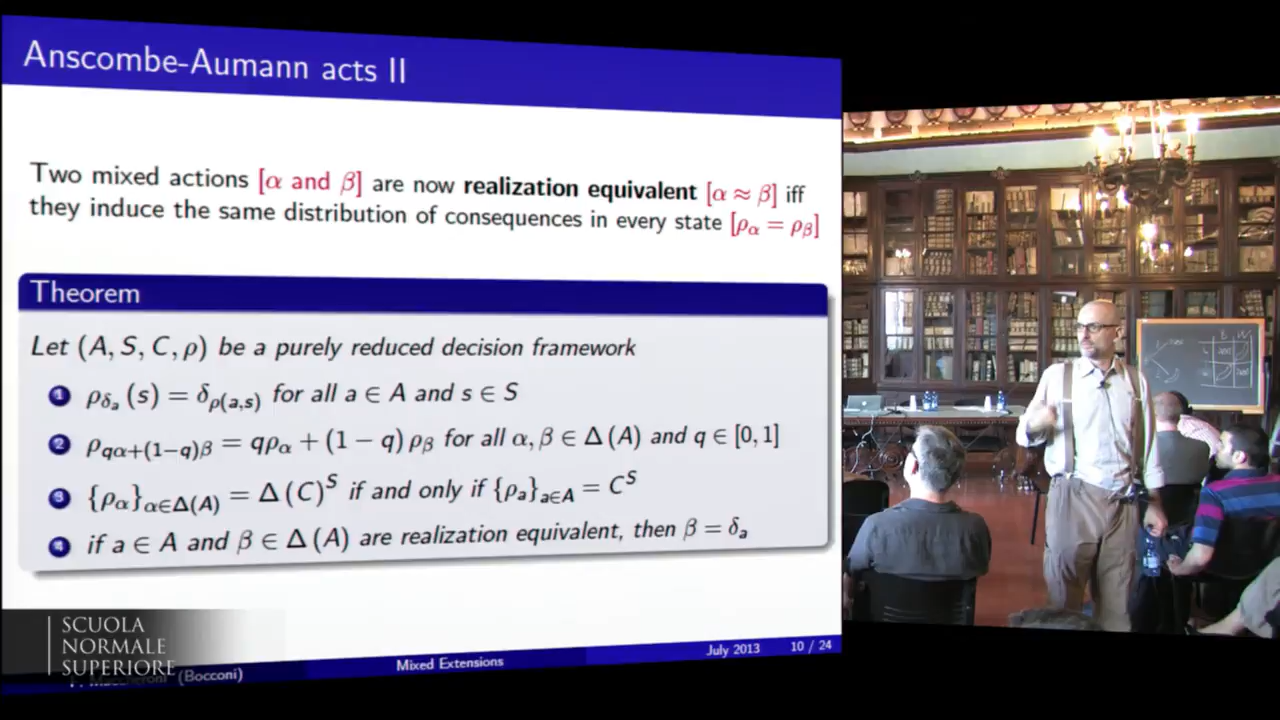 Anscombe-Aumann acts II
Two mixed actions [α and β] are now realization equivalent [α ≈ β] iff
they induce the same distribution of consequences in every state [ρ_α = ρ_β]
Theorem
Let (A, S, C, ρ) be a purely reduced decision framework
1 ρ_{δ_a}(s) = δ_{ρ(a,s)} for all a ∈ A and s ∈ S
2 ρ_{qα+(1−q)β} = qρ_α + (1 − q) ρ_β for all α, β ∈ Δ(A) and q ∈ [0, 1]
3 {ρ_α}_{α∈Δ(A)} = Δ(C)^S if and only if {ρ_a}_{a∈A} = C^S
4 if a ∈ A and β ∈ Δ(A) are realization equivalent, then β = δ_a
SCUOLA
NORMALE
SUPERIORE
(Bocconi)
Mixed Extensions
July 2013
10 / 24